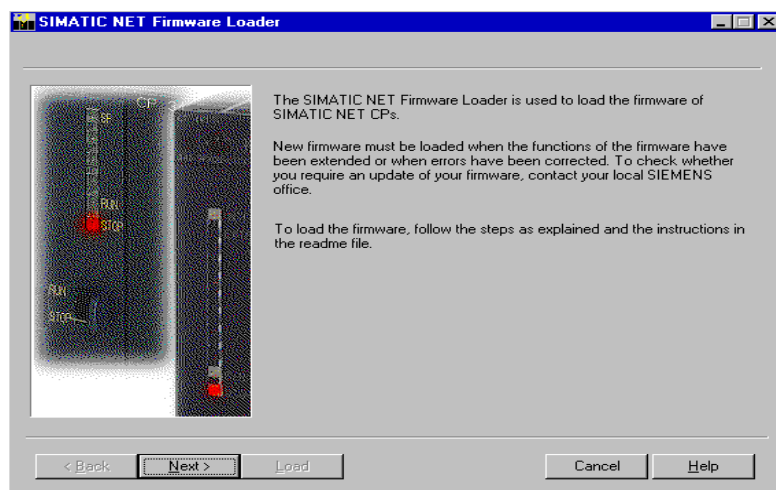 SIMATIC NET Firmware Loader
CP
SF
RUN
STOP
RUN
STOP
The SIMATIC NET Firmware Loader is used to load the firmware of
SIMATIC NET CPs.
New firmware must be loaded when the functions of the firmware have
been extended or when errors have been corrected. To check whether
you require an update of your firmware, contact your local SIEMENS
office.
To load the firmware, follow the steps as explained and the instructions in
the readme file.
< Back
Next >
Load
Cancel
Help